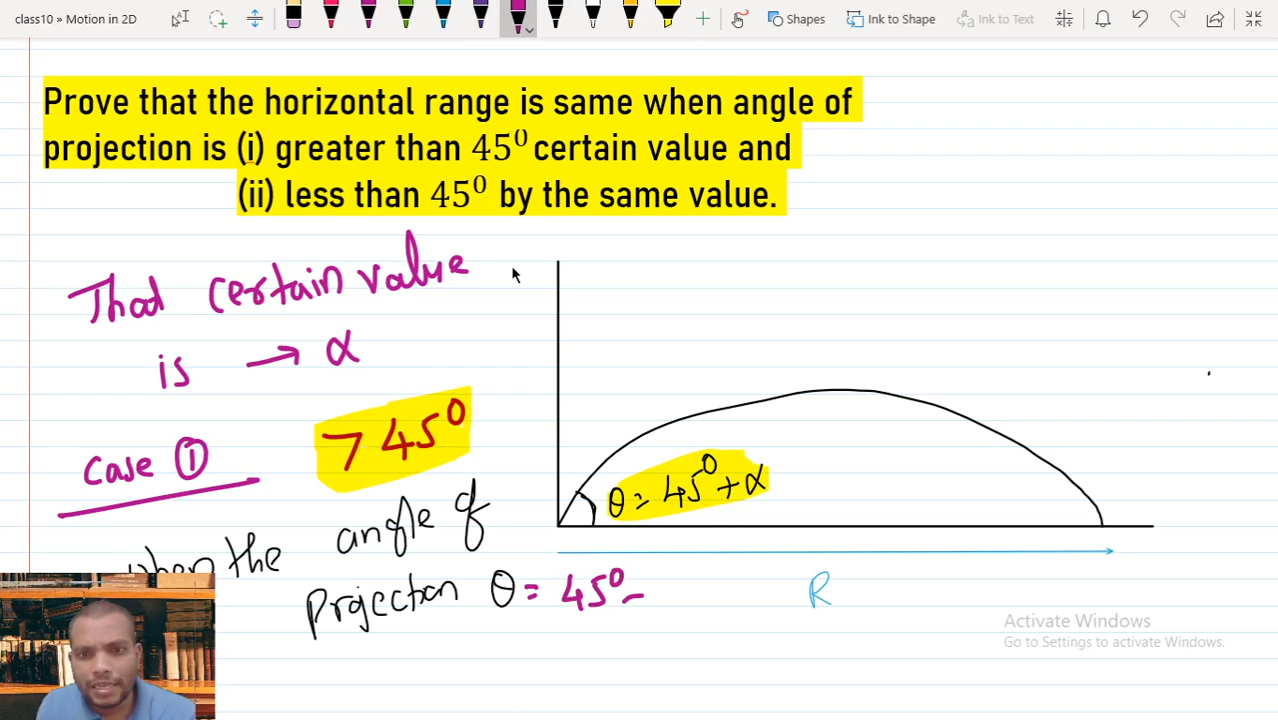 class10 » Motion in 2D
Shapes
Ink to Shape
Ink to Text
Prove that the horizontal range is same when angle of
projection is (i) greater than 45⁰ certain value and
(ii) less than 45⁰ by the same value.
That certain value
is → α
Case ① > 45⁰
when the angle of
projection θ = 45⁰–
θ = 45⁰+α
R
Activate Windows
Go to Settings to activate Windows.